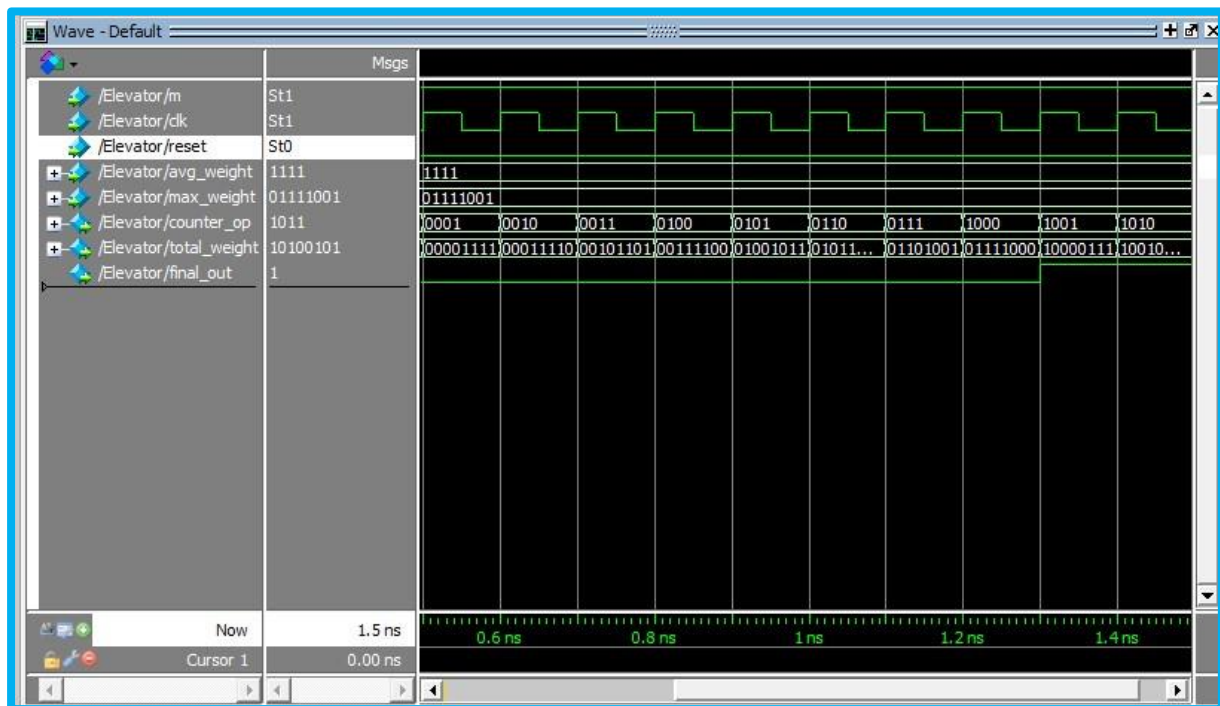 Wave - Default
Msgs
/Elevator/m St1
/Elevator/clk St1
/Elevator/reset St0
/Elevator/avg_weight 1111 1111
/Elevator/max_weight 01111001 01111001
/Elevator/counter_op 1011 0001 0010 0011 0100 0101 0110 0111 1000 1001 1010
/Elevator/total_weight 10100101 00001111 00011110 00101101 00111100 01001011 01011... 01101001 01111000 10000111 10010...
/Elevator/final_out 1
Now 1.5 ns 0.6 ns 0.8 ns 1 ns 1.2 ns 1.4 ns
Cursor 1 0.00 ns